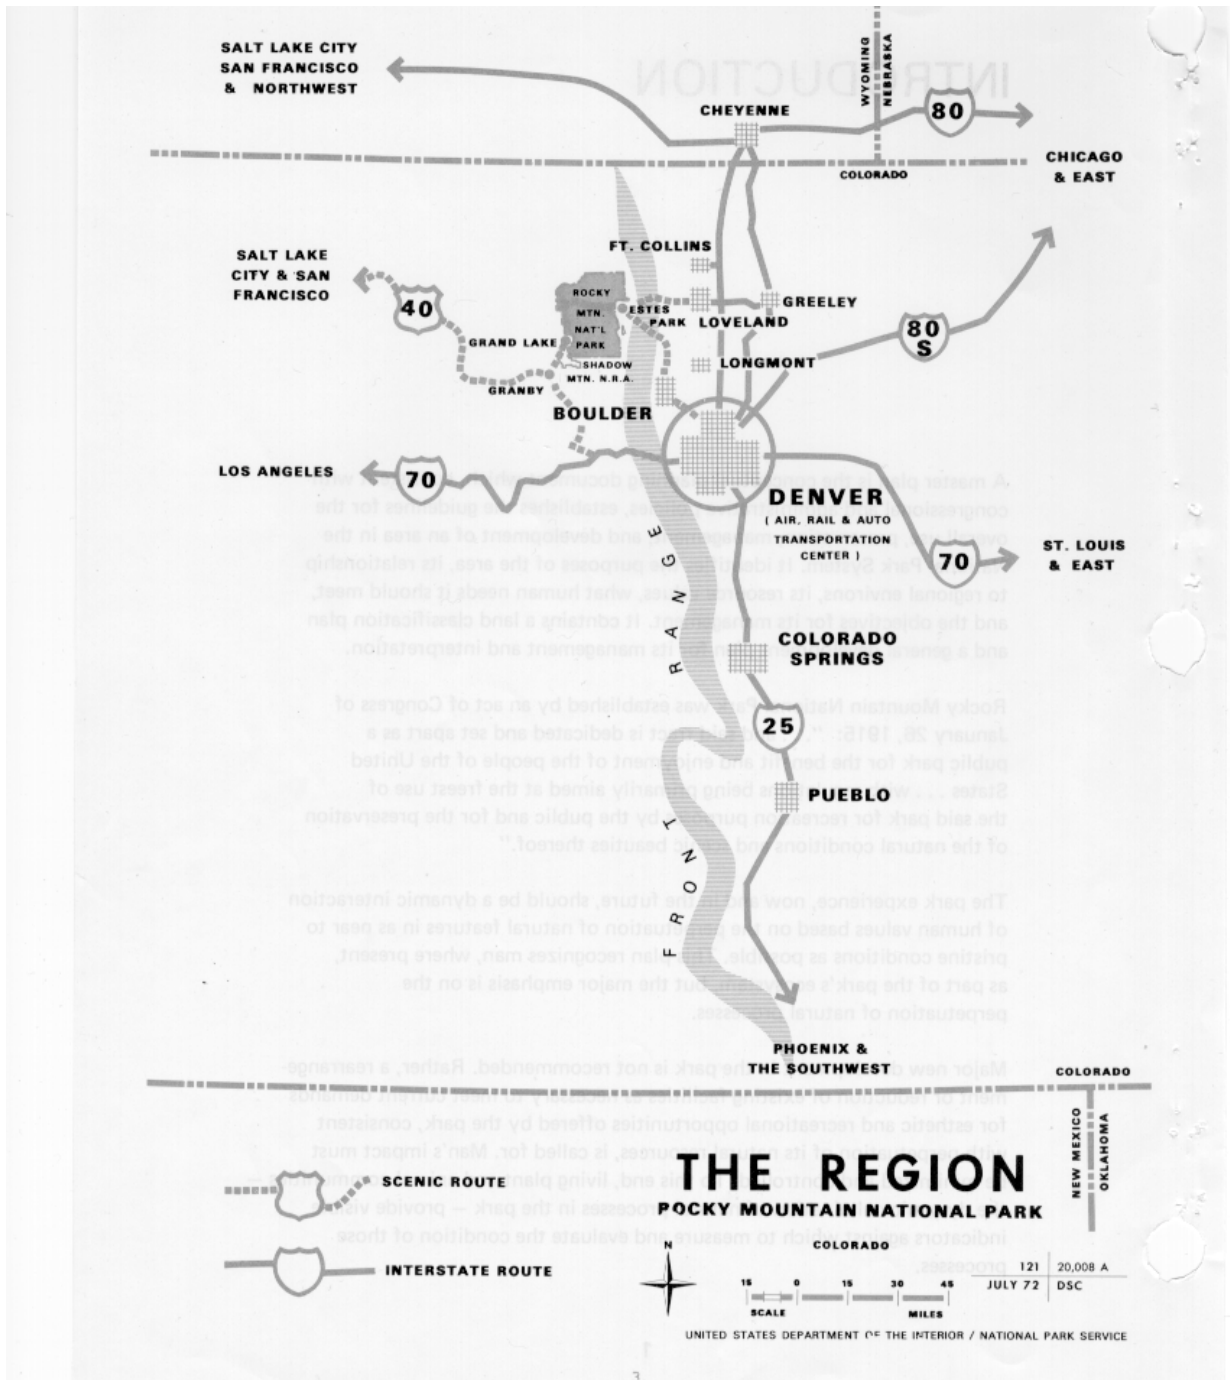 SALT LAKE CITY
SAN FRANCISCO
& NORTHWEST
WYOMING
NEBRASKA
CHEYENNE
80
CHICAGO
& EAST
COLORADO
SALT LAKE
CITY & SAN
FRANCISCO
FT. COLLINS
40
ROCKY
MTN.
NAT'L
PARK
ESTES
PARK
LOVELAND
GREELEY
80
S
GRAND LAKE
SHADOW
MTN. N.R.A.
LONGMONT
GRANBY
BOULDER
LOS ANGELES
70
DENVER
( AIR, RAIL & AUTO
TRANSPORTATION
CENTER )
70
ST. LOUIS
& EAST
COLORADO
SPRINGS
25
PUEBLO
FRONT RANGE
PHOENIX &
THE SOUTHWEST
COLORADO
NEW MEXICO
OKLAHOMA
SCENIC ROUTE
INTERSTATE ROUTE
THE REGION
ROCKY MOUNTAIN NATIONAL PARK
COLORADO
N
15 0 15 30 45
SCALE MILES
121 20,008 A
JULY 72 DSC
UNITED STATES DEPARTMENT OF THE INTERIOR / NATIONAL PARK SERVICE
3